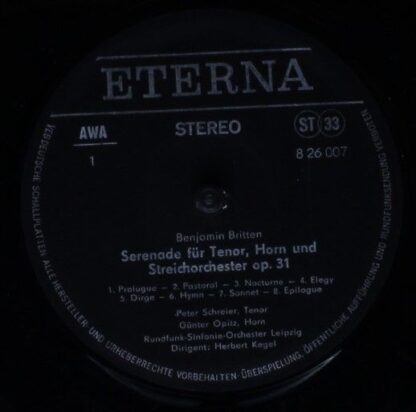 ETERNA
AWA
STEREO
ST 33
1
8 26 007
Benjamin Britten
Serenade für Tenor, Horn und
Streichorchester op. 31
1. Prologue – 2. Pastoral – 3. Nocturne – 4. Elegy
5. Dirge – 6. Hymn – 7. Sonnet – 8. Epilogue
Peter Schreier, Tenor
Günter Opitz, Horn
Rundfunk-Sinfonie-Orchester Leipzig
Dirigent: Herbert Kegel
VEB DEUTSCHE SCHALLPLATTEN · ALLE HERSTELLER- UND URHEBERRECHTE VORBEHALTEN · ÜBERSPIELUNG, ÖFFENTLICHE AUFFÜHRUNG UND RUNDFUNKSENDUNG VERBOTEN